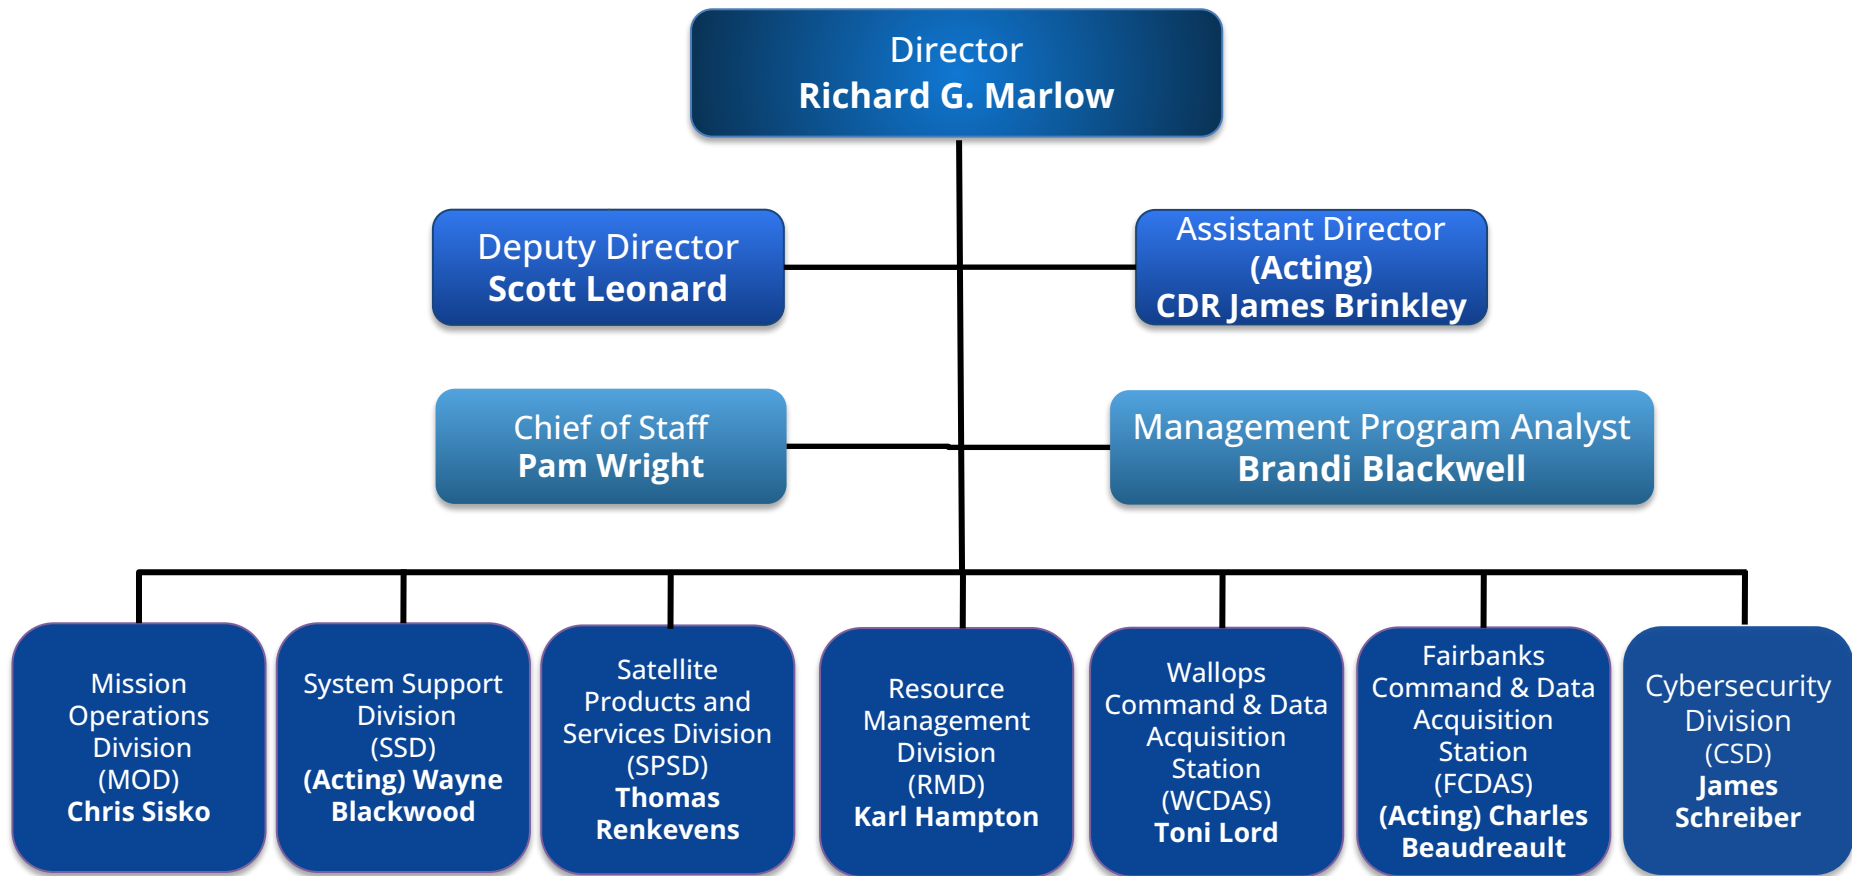 Director
Richard G. Marlow
Deputy Director
Scott Leonard
Assistant Director
(Acting)
CDR James Brinkley
Chief of Staff
Pam Wright
Management Program Analyst
Brandi Blackwell
Mission
Operations
Division
(MOD)
Chris Sisko
System Support
Division
(SSD)
(Acting) Wayne
Blackwood
Satellite
Products and
Services Division
(SPSD)
Thomas
Renkevens
Resource
Management
Division
(RMD)
Karl Hampton
Wallops
Command & Data
Acquisition
Station
(WCDAS)
Toni Lord
Fairbanks
Command & Data
Acquisition
Station
(FCDAS)
(Acting) Charles
Beaudreault
Cybersecurity
Division
(CSD)
James
Schreiber